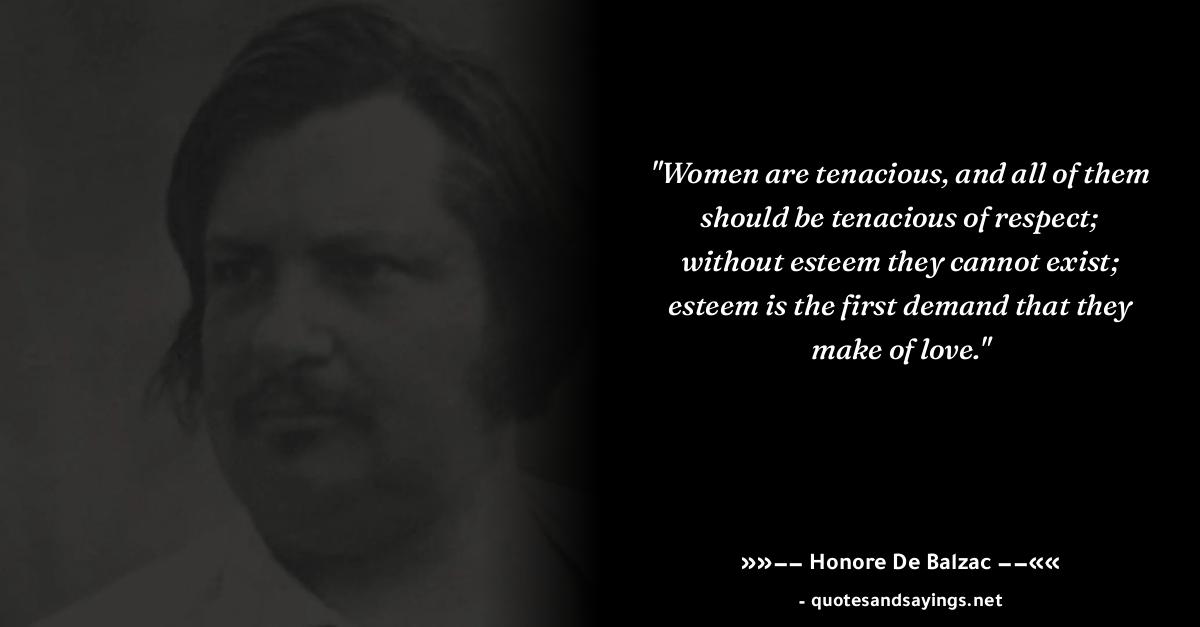 "Women are tenacious, and all of them
should be tenacious of respect;
without esteem they cannot exist;
esteem is the first demand that they
make of love."
»»−− Honore De Balzac −−««
- quotesandsayings.net